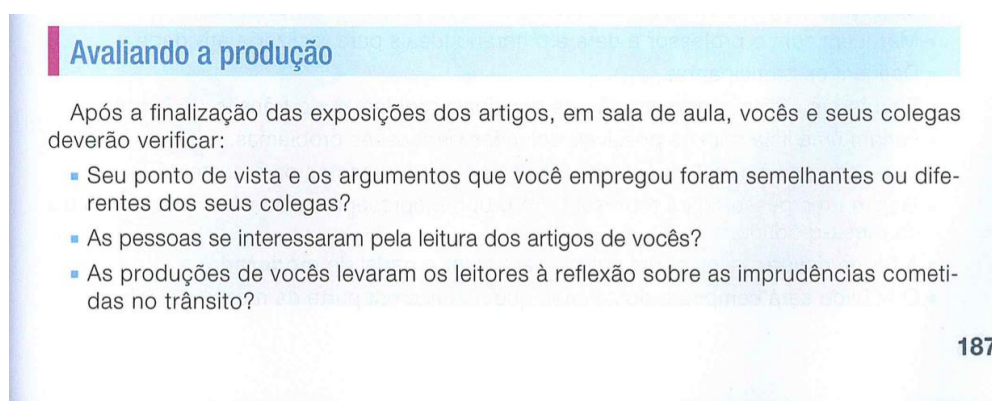 Avaliando a produção
Após a finalização das exposições dos artigos, em sala de aula, vocês e seus colegas
deverão verificar:
Seu ponto de vista e os argumentos que você empregou foram semelhantes ou dife-
rentes dos seus colegas?
As pessoas se interessaram pela leitura dos artigos de vocês?
As produções de vocês levaram os leitores à reflexão sobre as imprudências cometi-
das no trânsito?
187